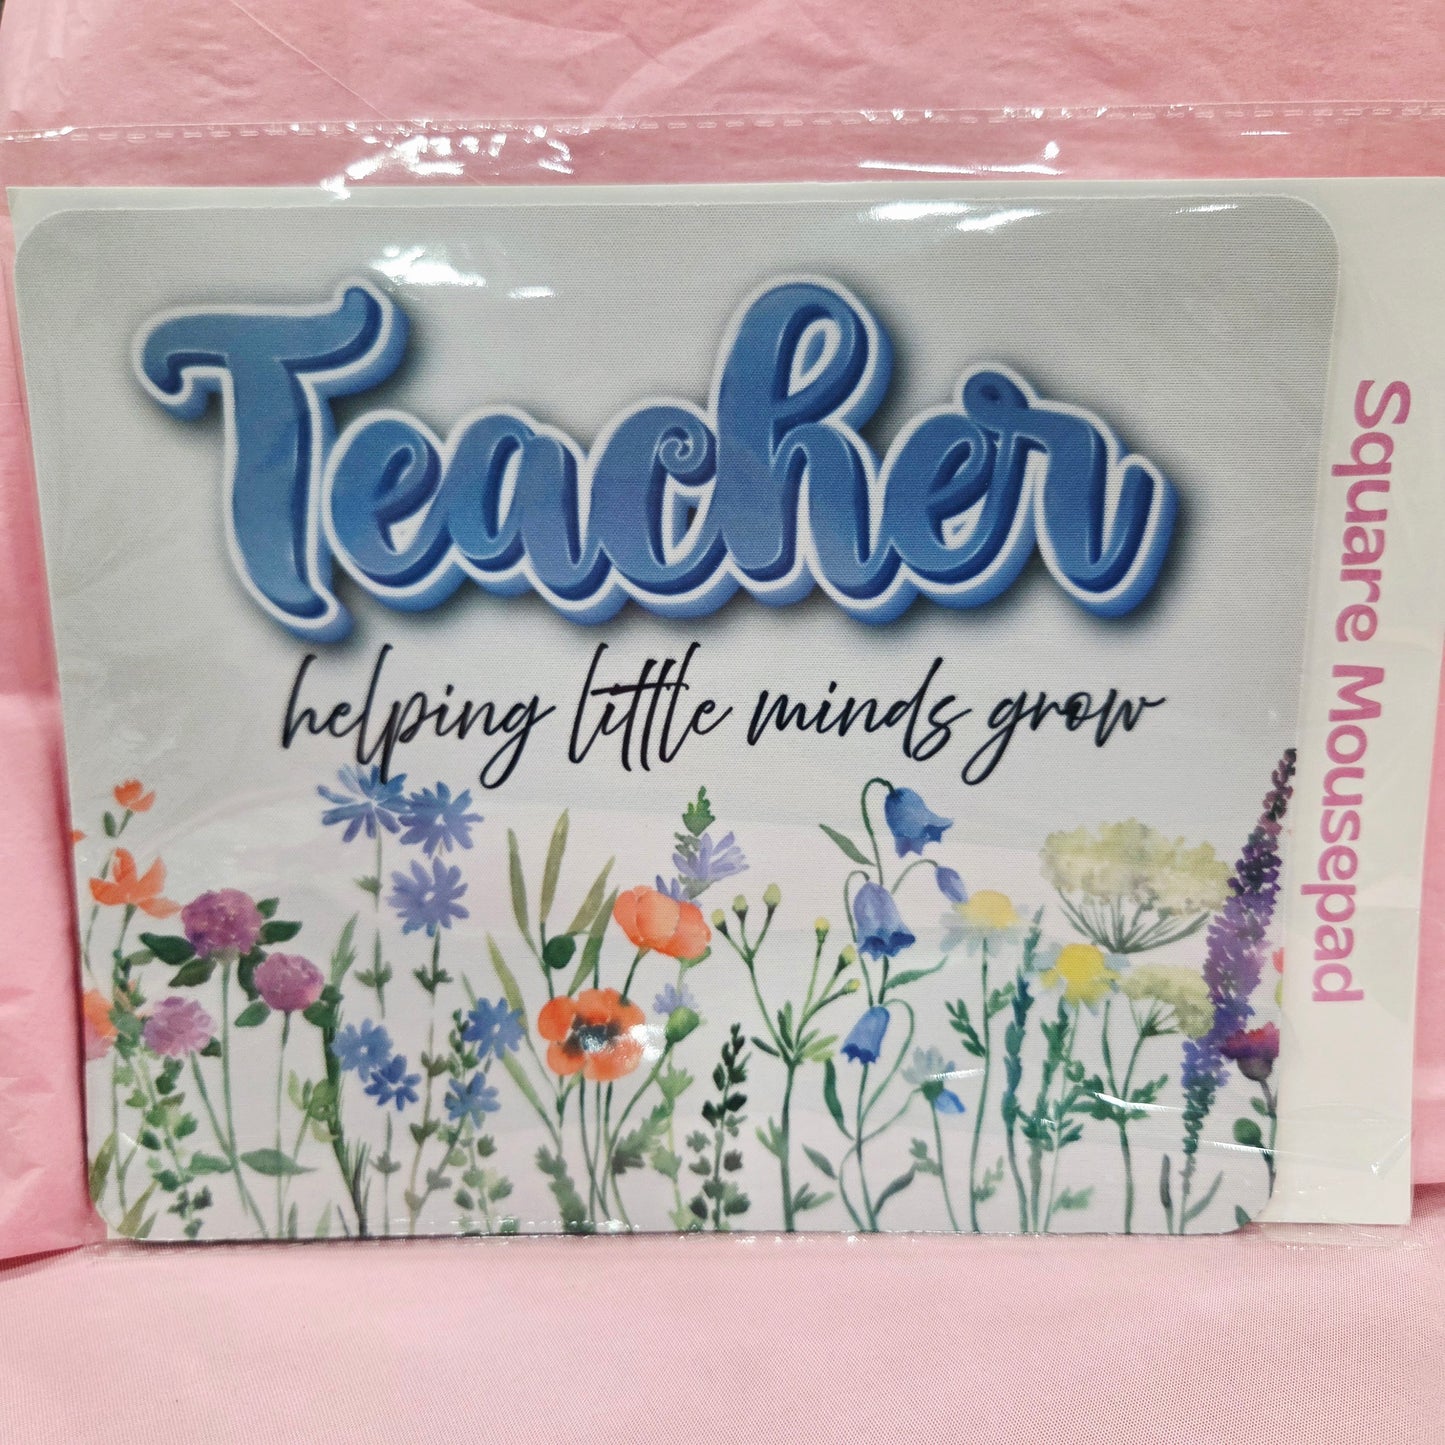 Teacher
helping little minds grow
Square Mousepad